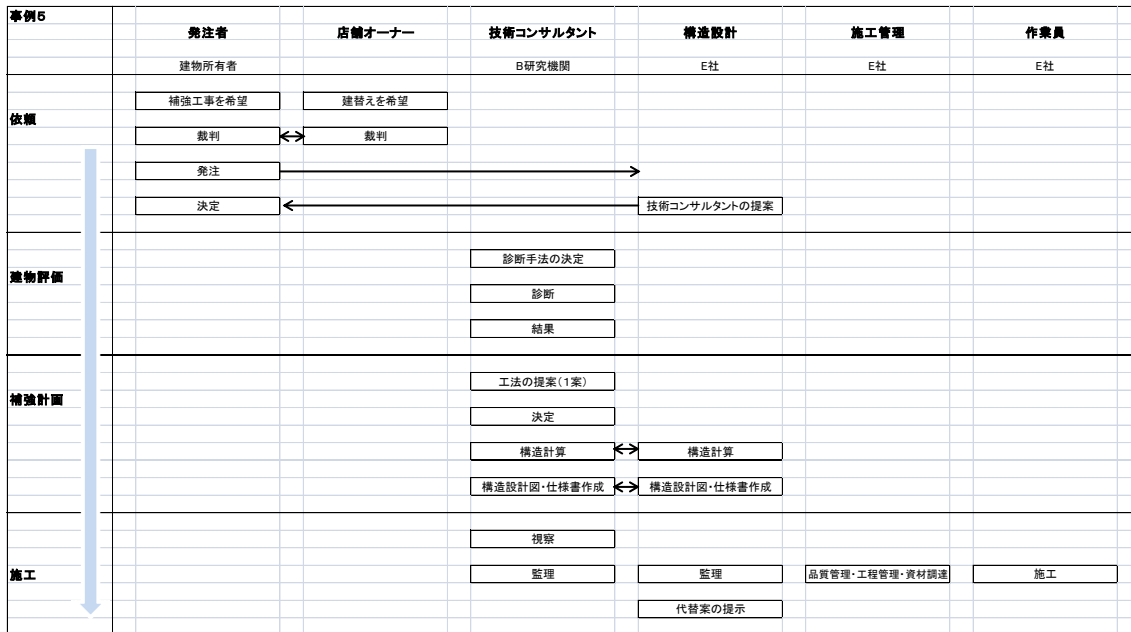 事例5
発注者 店舗オーナー 技術コンサルタント 構造設計 施工管理 作業員
建物所有者 B研究機関 E社 E社 E社
補強工事を希望 建替えを希望
依頼
裁判 裁判
発注
決定 技術コンサルタントの提案
診断手法の決定
建物評価
診断
結果
工法の提案(1案)
補強計画
決定
構造計算 構造計算
構造設計図・仕様書作成 構造設計図・仕様書作成
視察
施工 監理 監理 品質管理・工程管理・資材調達 施工
代替案の提示